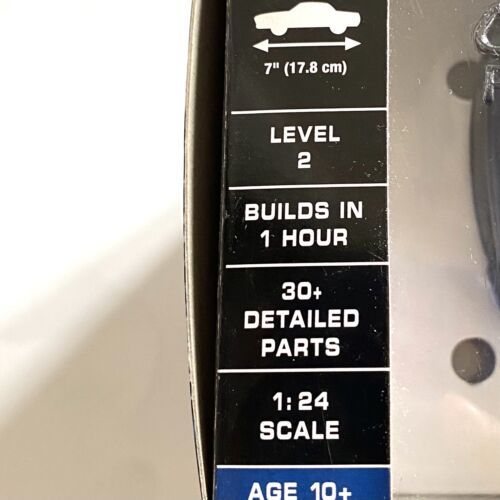 7" (17.8 cm)
LEVEL
2
BUILDS IN
1 HOUR
30+
DETAILED
PARTS
1:24
SCALE
AGE 10+